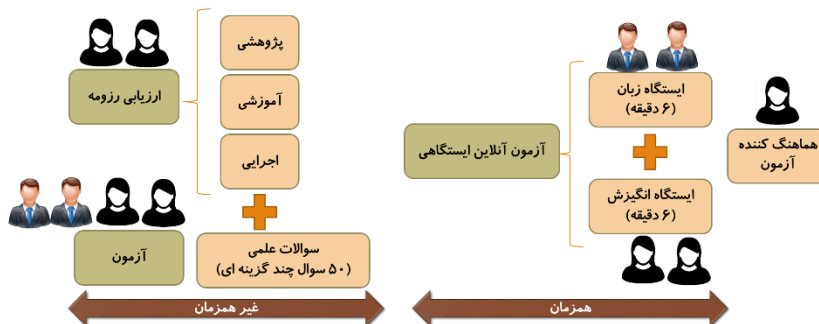 پژوهشی
ارزیابی رزومه
آموزشی
اجرایی
آزمون
سوالات علمی
(۵۰ سوال چند گزینه ای)
غیر همزمان
ایستگاه زبان
(۶ دقیقه)
هماهنگ کننده
آزمون
آزمون آنلاین ایستگاهی
ایستگاه انگیزش
(۶ دقیقه)
همزمان